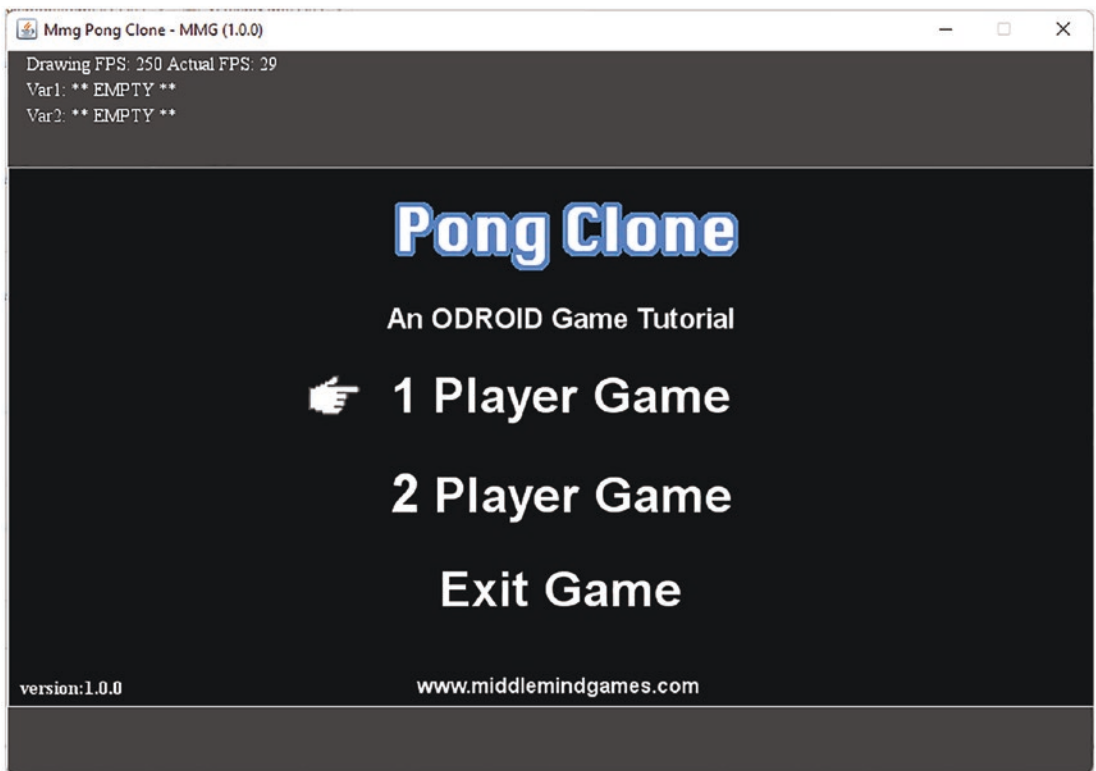 Mmg Pong Clone - MMG (1.0.0)
Drawing FPS: 250 Actual FPS: 29
Var1: ** EMPTY **
Var2: ** EMPTY **
Pong Clone
An ODROID Game Tutorial
1 Player Game
2 Player Game
Exit Game
version:1.0.0
www.middlemindgames.com